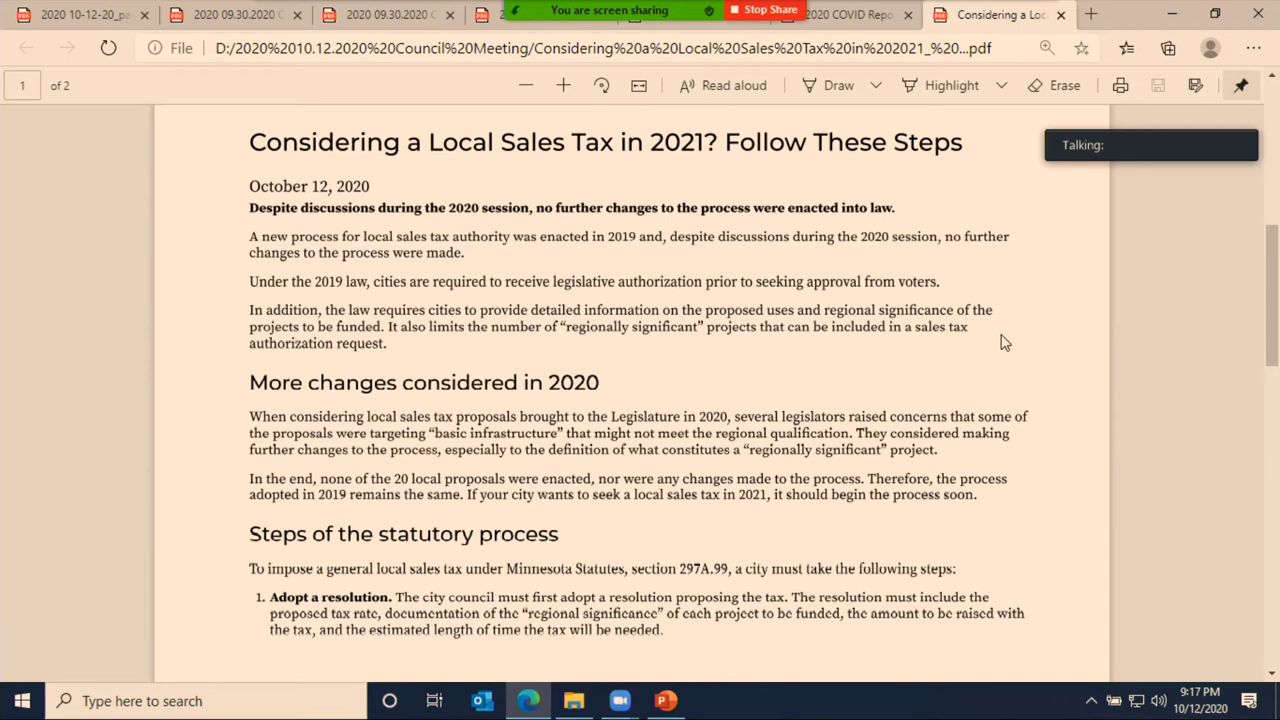 2020 10-12-20_pa
2020 09.30.2020 C
2020 09.30.2020 C
2
You are screen sharing
Stop Share
2020 COVID Repo
Considering a Loc
File
D:/2020%2010.12.2020%20Council%20Meeting/Considering%20a%20Local%20Sales%20Tax%20in%202021_%20...pdf
1 of 2
Read aloud
Draw
Highlight
Erase
Talking:
Considering a Local Sales Tax in 2021? Follow These Steps
October 12, 2020
Despite discussions during the 2020 session, no further changes to the process were enacted into law.
A new process for local sales tax authority was enacted in 2019 and, despite discussions during the 2020 session, no further
changes to the process were made.
Under the 2019 law, cities are required to receive legislative authorization prior to seeking approval from voters.
In addition, the law requires cities to provide detailed information on the proposed uses and regional significance of the
projects to be funded. It also limits the number of “regionally significant” projects that can be included in a sales tax
authorization request.
More changes considered in 2020
When considering local sales tax proposals brought to the Legislature in 2020, several legislators raised concerns that some of
the proposals were targeting “basic infrastructure” that might not meet the regional qualification. They considered making
further changes to the process, especially to the definition of what constitutes a “regionally significant” project.
In the end, none of the 20 local proposals were enacted, nor were any changes made to the process. Therefore, the process
adopted in 2019 remains the same. If your city wants to seek a local sales tax in 2021, it should begin the process soon.
Steps of the statutory process
To impose a general local sales tax under Minnesota Statutes, section 297A.99, a city must take the following steps:
1. Adopt a resolution. The city council must first adopt a resolution proposing the tax. The resolution must include the
proposed tax rate, documentation of the “regional significance” of each project to be funded, the amount to be raised with
the tax, and the estimated length of time the tax will be needed.
Type here to search
9:17 PM
10/12/2020